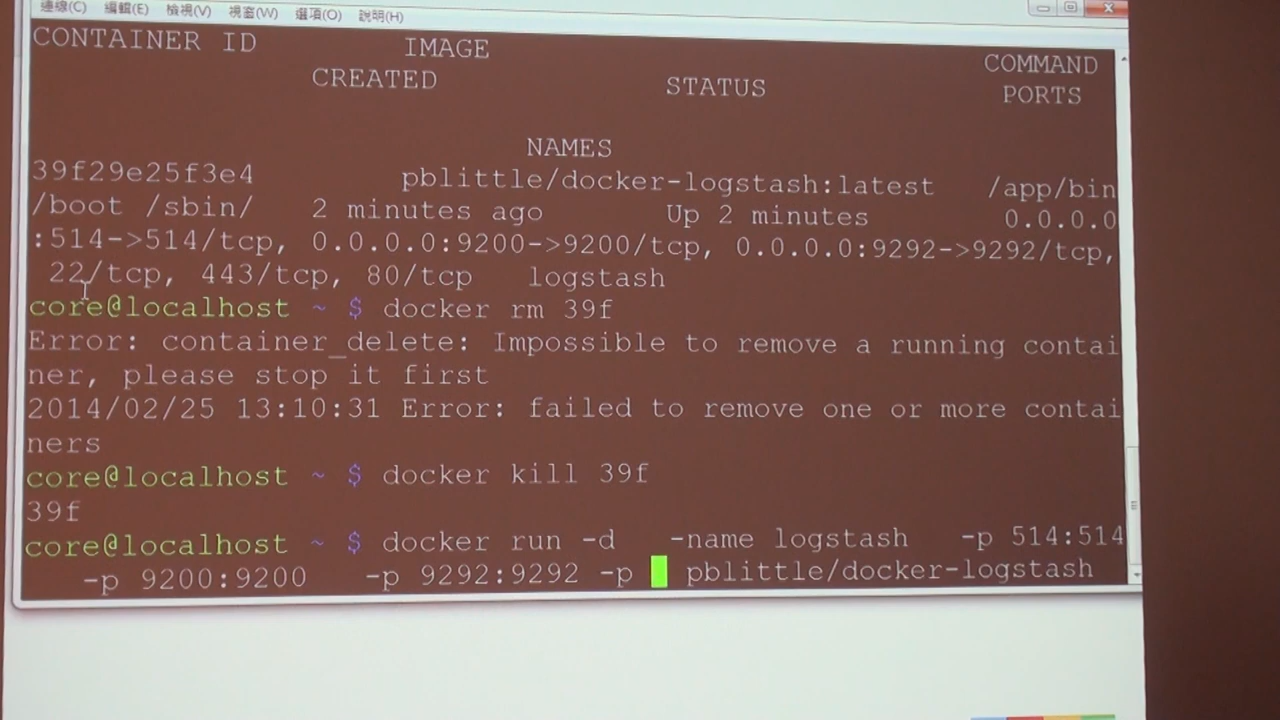 連線(C) 編輯(E) 檢視(V) 視窗(W) 選項(O) 說明(H)
CONTAINER ID IMAGE COMMAND
CREATED STATUS PORTS
NAMES
39f29e25f3e4 pblittle/docker-logstash:latest /app/bin
/boot /sbin/ 2 minutes ago Up 2 minutes 0.0.0.0
:514->514/tcp, 0.0.0.0:9200->9200/tcp, 0.0.0.0:9292->9292/tcp,
22/tcp, 443/tcp, 80/tcp logstash
core@localhost ~ $ docker rm 39f
Error: container_delete: Impossible to remove a running contai
ner, please stop it first
2014/02/25 13:10:31 Error: failed to remove one or more contai
ners
core@localhost ~ $ docker kill 39f
39f
core@localhost ~ $ docker run -d -name logstash -p 514:514
-p 9200:9200 -p 9292:9292 -p pblittle/docker-logstash